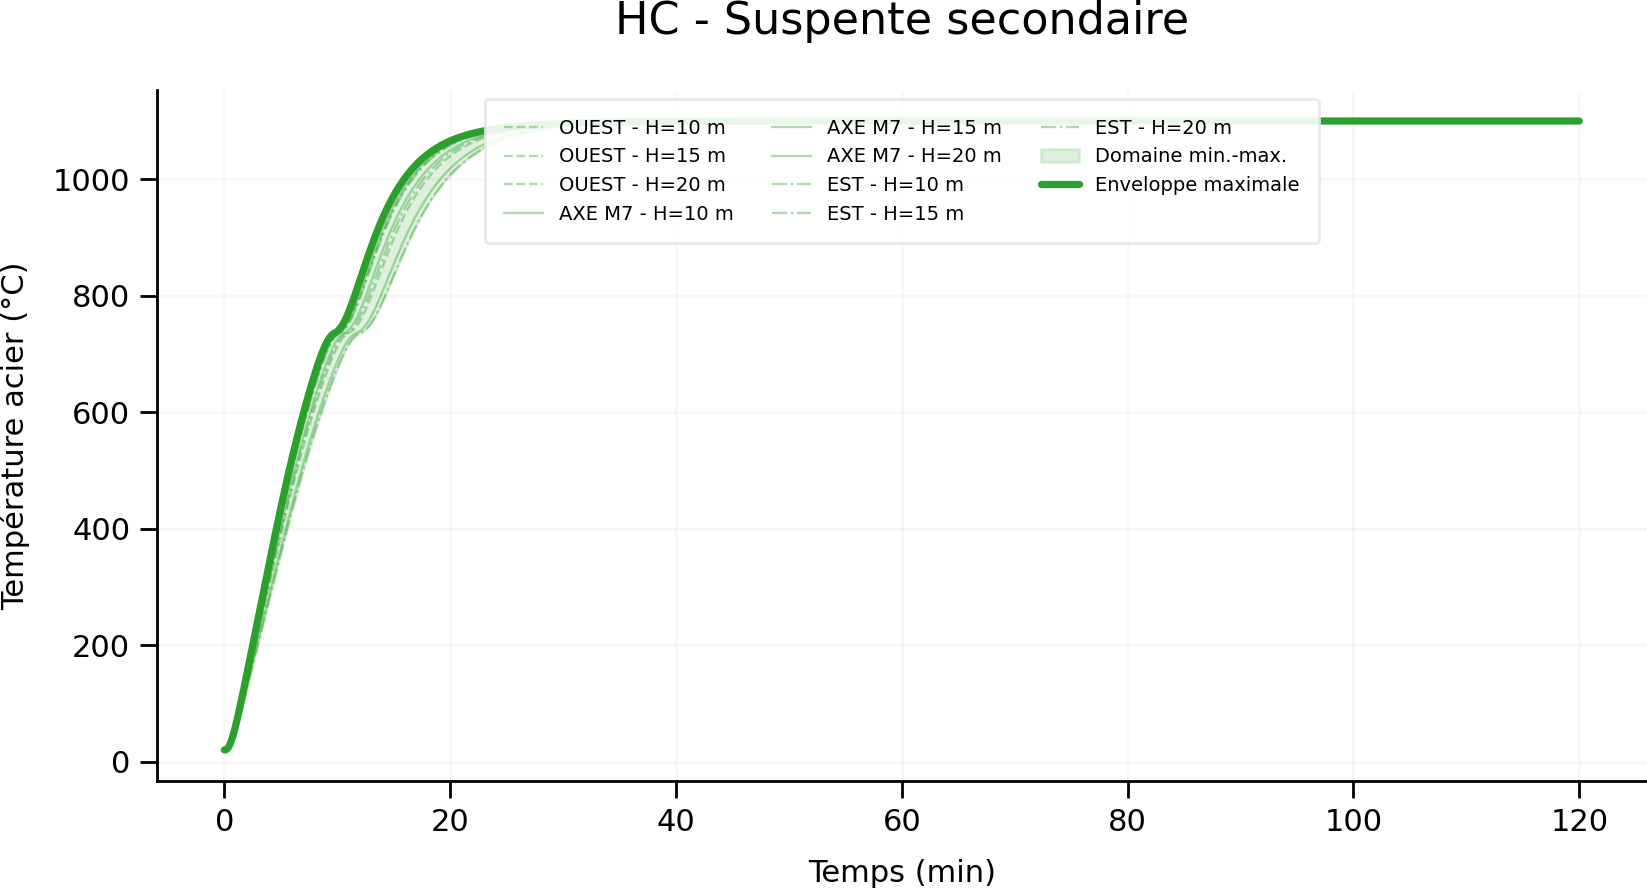 HC - Suspente secondaire
Température acier (°C)
1000
800
600
400
200
0
OUEST - H=10 m
OUEST - H=15 m
OUEST - H=20 m
AXE M7 - H=10 m
AXE M7 - H=15 m
AXE M7 - H=20 m
EST - H=10 m
EST - H=15 m
EST - H=20 m
Domaine min.-max.
Enveloppe maximale
0 20 40 60 80 100 120
Temps (min)